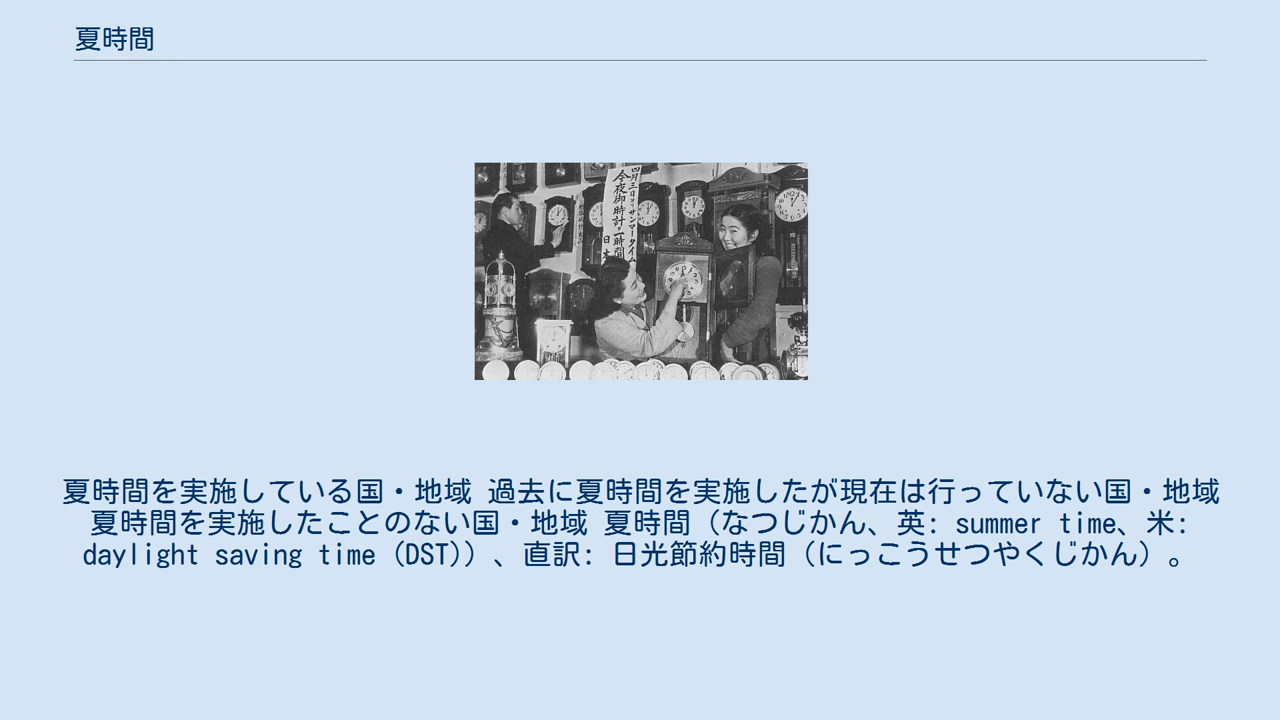 夏時間
四月三日ヨリサンマータイム
今夜御時計ヲ一時間
夏時間を実施している国・地域 過去に夏時間を実施したが現在は行っていない国・地域
夏時間を実施したことのない国・地域 夏時間（なつじかん、英: summer time、米:
daylight saving time (DST)）、直訳: 日光節約時間（にっこうせつやくじかん）。